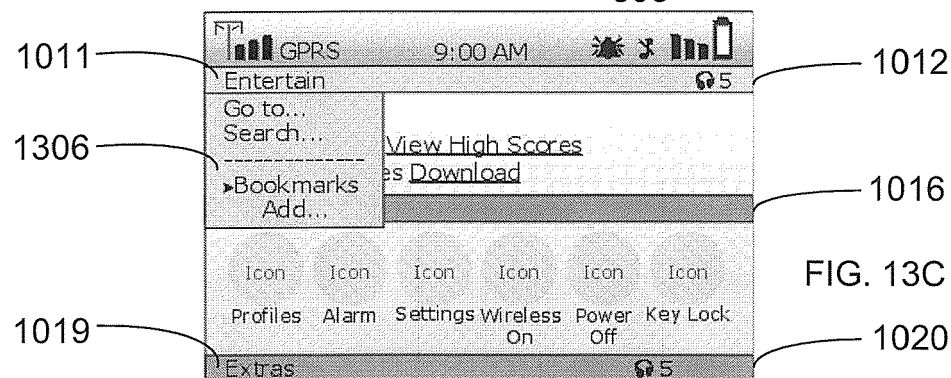 GPRS 9:00 AM
1011
1012
Entertain 5
Go to...
Search...
1306
View High Scores
▸Bookmarks
es Download
Add...
1016
Icon Icon Icon Icon Icon Icon
FIG. 13C
Profiles Alarm Settings Wireless On Power Off Key Lock
1019
1020
Extras 5